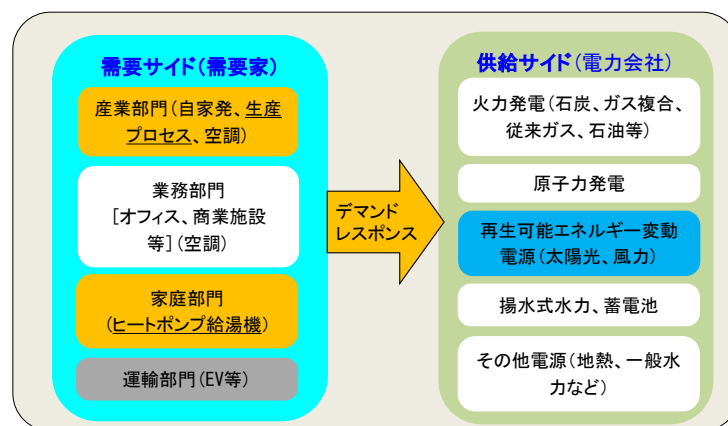 需要サイド(需要家)
産業部門(自家発、生産
プロセス、空調)
業務部門
[オフィス、商業施設
等](空調)
家庭部門
(ヒートポンプ給湯機)
運輸部門(EV等)
デマンド
レスポンス
供給サイド(電力会社)
火力発電(石炭、ガス複合、
従来ガス、石油等)
原子力発電
再生可能エネルギー変動
電源(太陽光、風力)
揚水式水力、蓄電池
その他電源(地熱、一般水
力など)